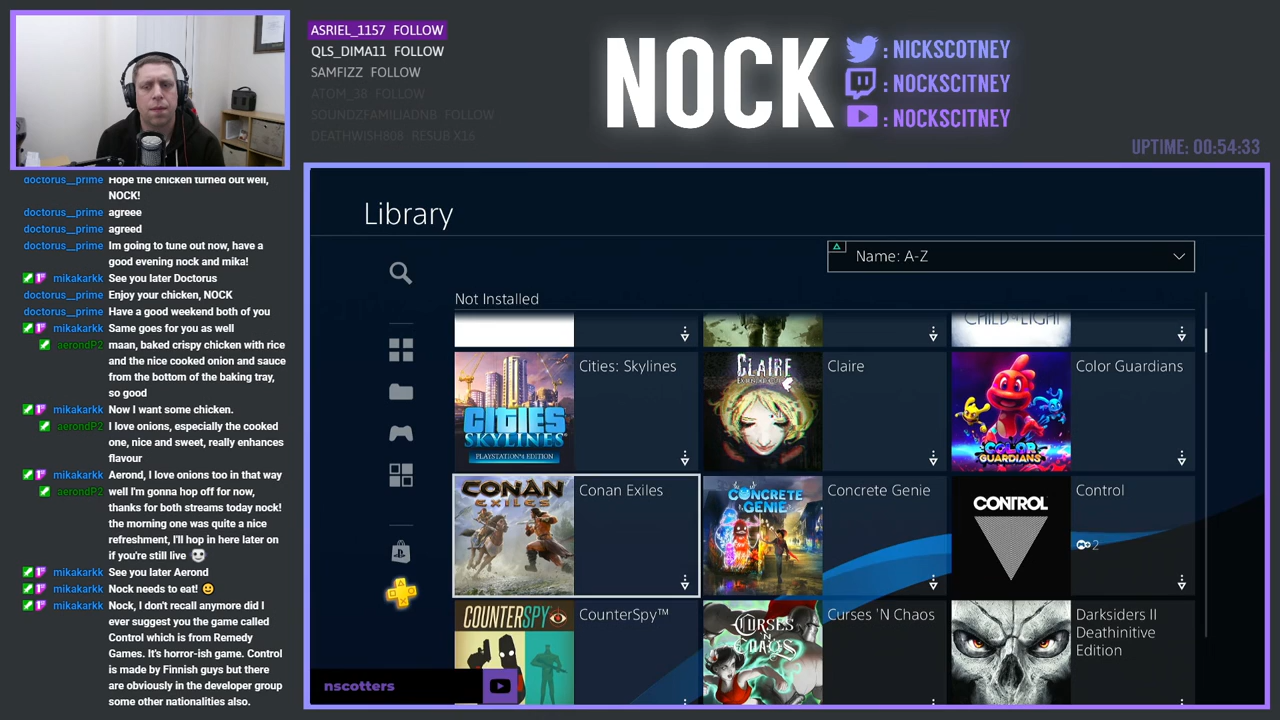 ASRIEL_1157 FOLLOW
QLS_DIMA11 FOLLOW
SAMFIZZ FOLLOW
ATOM_38 FOLLOW
SOUNDZFAMILIADNB FOLLOW
DEATHWISH808 RESUB X16
NOCK
: NICKSCOTNEY
: NOCKSCITNEY
: NOCKSCITNEY
UPTIME: 00:54:33
doctorus__prime Hope the chicken turned out well,
NOCK!
doctorus__prime agreee
doctorus__prime agreed
doctorus__prime Im going to tune out now, have a
good evening nock and mika!
mikakarkk See you later Doctorus
doctorus__prime Enjoy your chicken, NOCK
doctorus__prime Have a good weekend both of you
mikakarkk Same goes for you as well
aerondP2 maan, baked crispy chicken with rice
and the nice cooked onion and sauce
from the bottom of the baking tray,
so good
mikakarkk Now I want some chicken.
aerondP2 I love onions, especially the cooked
one, nice and sweet, really enhances
flavour
mikakarkk Aerond, I love onions too in that way
aerondP2 well I'm gonna hop off for now,
thanks for both streams today nock!
the morning one was quite a nice
refreshment, I'll hop in here later on
if you're still live
mikakarkk See you later Aerond
mikakarkk Nock needs to eat!
mikakarkk Nock, I don't recall anymore did I
ever suggest you the game called
Control which is from Remedy
Games. It's horror-ish game. Control
is made by Finnish guys but there
are obviously in the developer group
some other nationalities also.
Library
Name: A-Z
Not Installed
CHILD of LIGHT
CITIES
SKYLINES
PLAYSTATION®4 EDITION
Cities: Skylines
CLAIRE
Claire
COLOR
GUARDIANS
Color Guardians
CONAN
EXILES
Conan Exiles
CONCRETE
GENIE
Concrete Genie
CONTROL
Control
2
COUNTERSPY
CounterSpy™
CURSES
'N
CHAOS
Curses 'N Chaos
Darksiders II
Deathinitive
Edition
nscotters